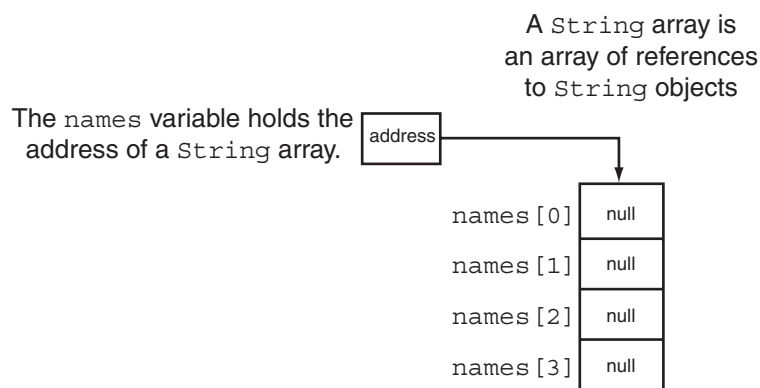 A String array is
an array of references
to String objects
The names variable holds the
address of a String array.
address
names[0] null
names[1] null
names[2] null
names[3] null